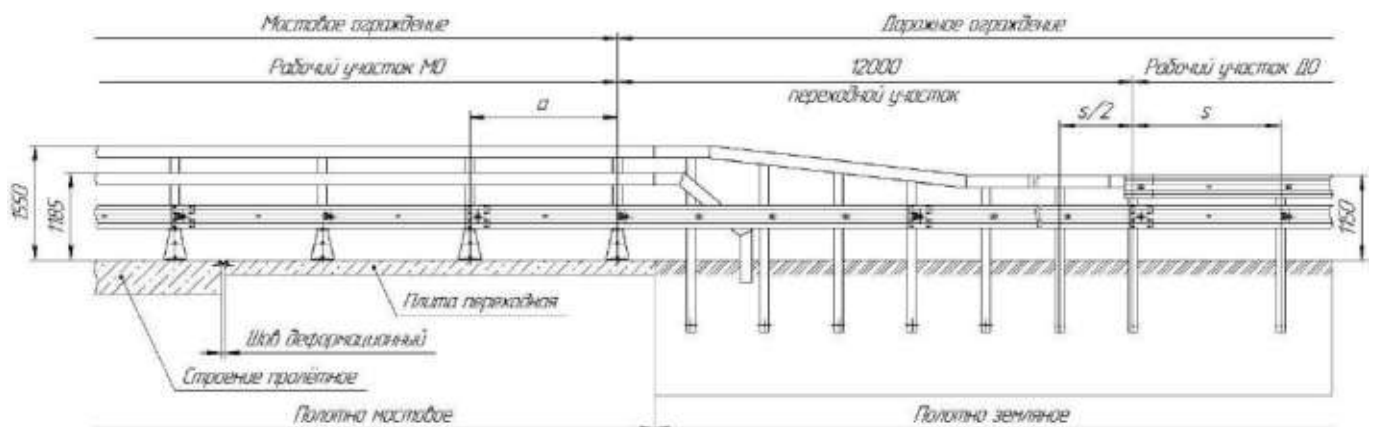 Мостовое ограждение
Дорожное ограждение
Рабочий участок МО
12000
Рабочий участок ДО
переходной участок
a
s/2
s
1550
1185
1150
Плита переходная
Шов деформационный
Строение пролётное
Полотно мостовое
Полотно земляное